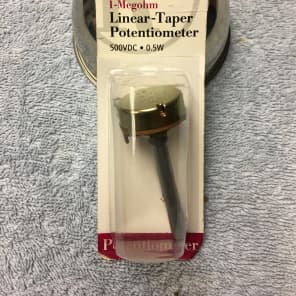 1-Megohm
Linear-Taper
Potentiometer
500VDC • 0.5W
Potentiometer